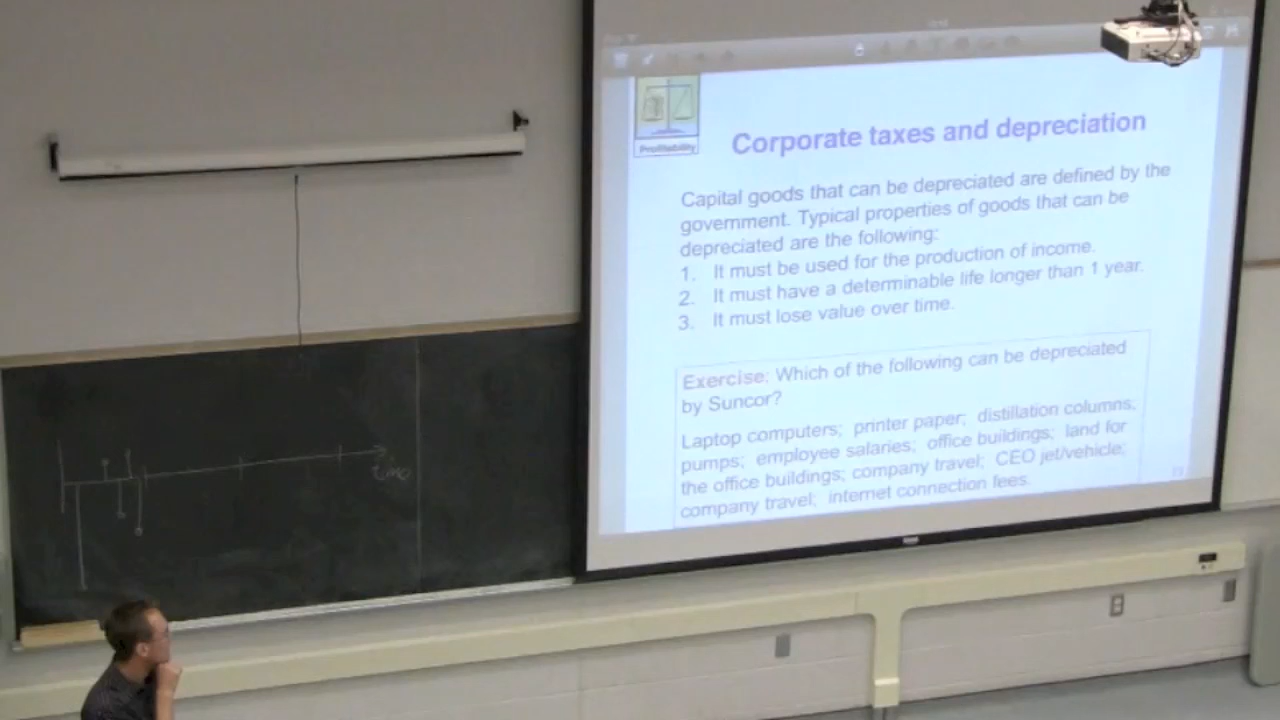 Profitability
Corporate taxes and depreciation
Capital goods that can be depreciated are defined by the
government. Typical properties of goods that can be
depreciated are the following:
1. It must be used for the production of income.
2. It must have a determinable life longer than 1 year.
3. It must lose value over time.
Exercise: Which of the following can be depreciated
by Suncor?
Laptop computers; printer paper; distillation columns;
pumps; employee salaries; office buildings; land for
the office buildings; company travel; CEO jet/vehicle;
company travel; internet connection fees.
time